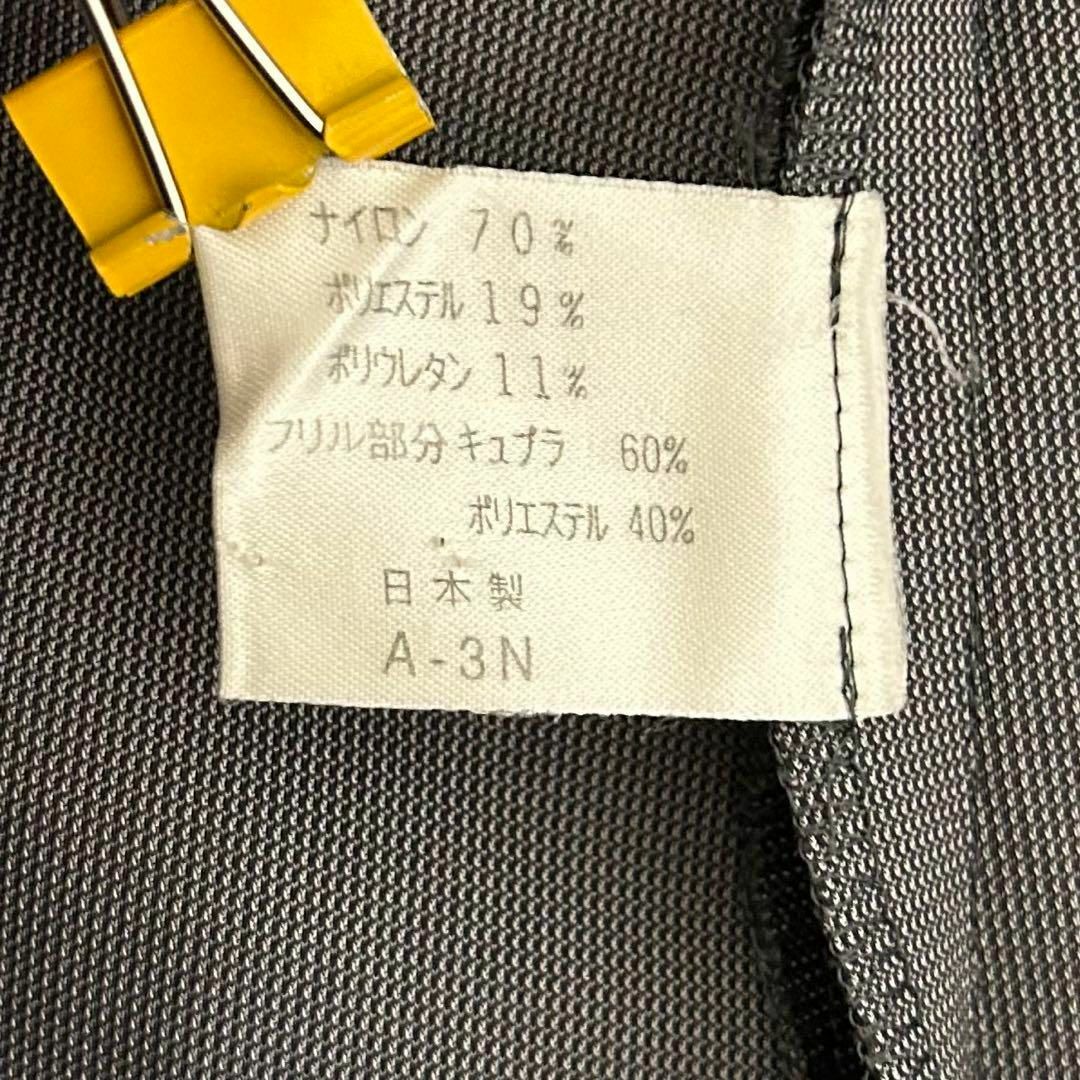 ナイロン 70%
ポリエステル 19%
ポリウレタン 11%
フリル部分 キュプラ 60%
ポリエステル 40%
日本製
A-3N